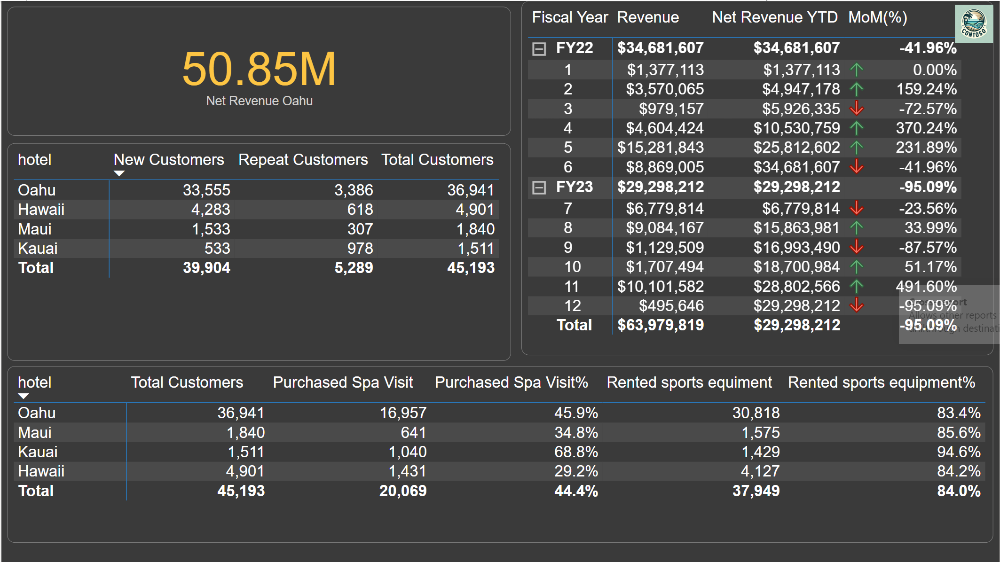 50.85M
Net Revenue Oahu
hotel New Customers Repeat Customers Total Customers
Oahu 33,555 3,386 36,941
Hawaii 4,283 618 4,901
Maui 1,533 307 1,840
Kauai 533 978 1,511
Total 39,904 5,289 45,193
Fiscal Year Revenue Net Revenue YTD MoM(%)
CONTOSO
FY22 $34,681,607 $34,681,607 -41.96%
1 $1,377,113 $1,377,113 0.00%
2 $3,570,065 $4,947,178 159.24%
3 $979,157 $5,926,335 -72.57%
4 $4,604,424 $10,530,759 370.24%
5 $15,281,843 $25,812,602 231.89%
6 $8,869,005 $34,681,607 -41.96%
FY23 $29,298,212 $29,298,212 -95.09%
7 $6,779,814 $6,779,814 -23.56%
8 $9,084,167 $15,863,981 33.99%
9 $1,129,509 $16,993,490 -87.57%
10 $1,707,494 $18,700,984 51.17%
11 $10,101,582 $28,802,566 491.60%
12 $495,646 $29,298,212 -95.09%
Total $63,979,819 $29,298,212 -95.09%
Allows other reports
hotel Total Customers Purchased Spa Visit Purchased Spa Visit% Rented sports equiment Rented sports equipment%
Oahu 36,941 16,957 45.9% 30,818 83.4%
Maui 1,840 641 34.8% 1,575 85.6%
Kauai 1,511 1,040 68.8% 1,429 94.6%
Hawaii 4,901 1,431 29.2% 4,127 84.2%
Total 45,193 20,069 44.4% 37,949 84.0%